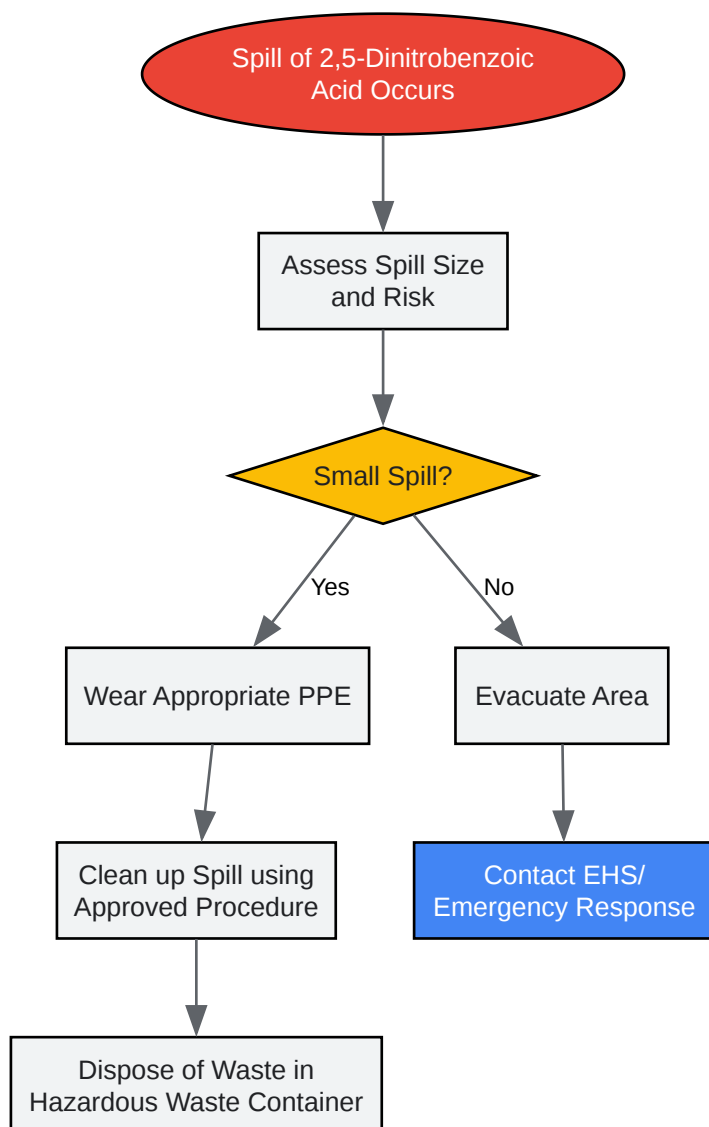 Spill of 2,5-Dinitrobenzoic
Acid Occurs
Assess Spill Size
and Risk
Small Spill?
Yes
No
Wear Appropriate PPE
Evacuate Area
Clean up Spill using
Approved Procedure
Contact EHS/
Emergency Response
Dispose of Waste in
Hazardous Waste Container